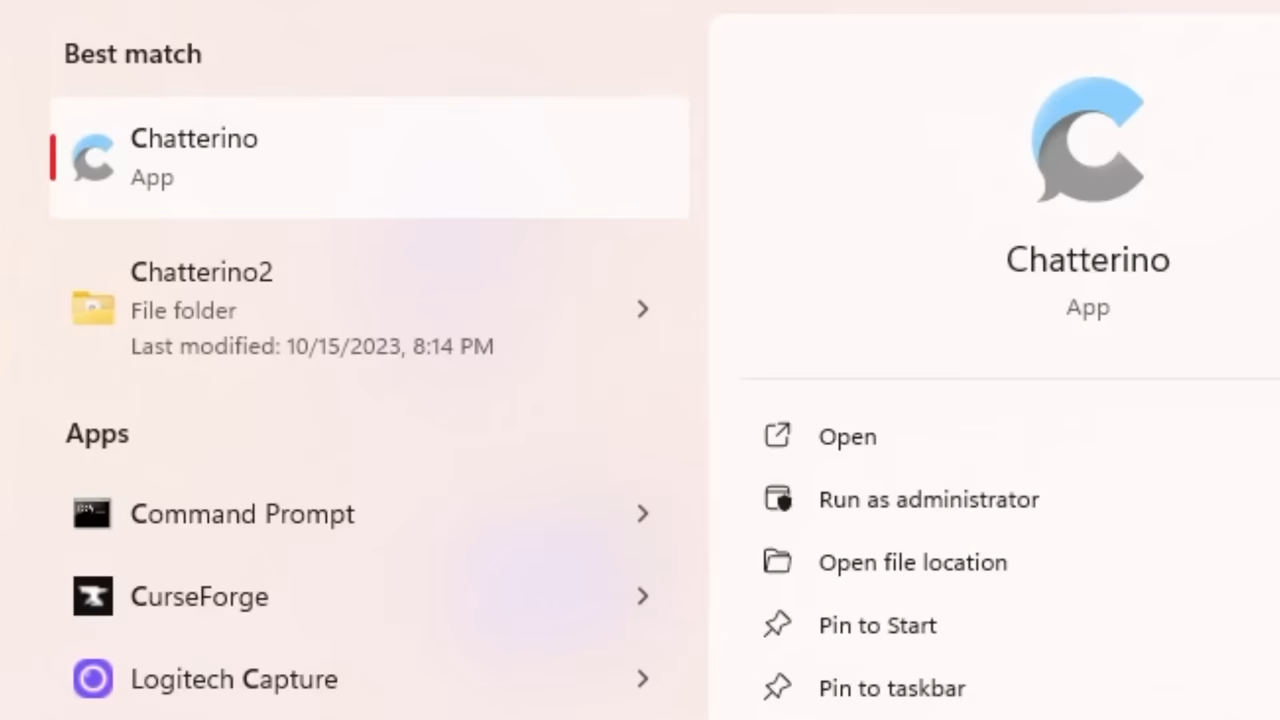 Best match
Chatterino
App
Chatterino2
File folder
Last modified: 10/15/2023, 8:14 PM
Apps
Command Prompt
CurseForge
Logitech Capture
Chatterino
App
Open
Run as administrator
Open file location
Pin to Start
Pin to taskbar